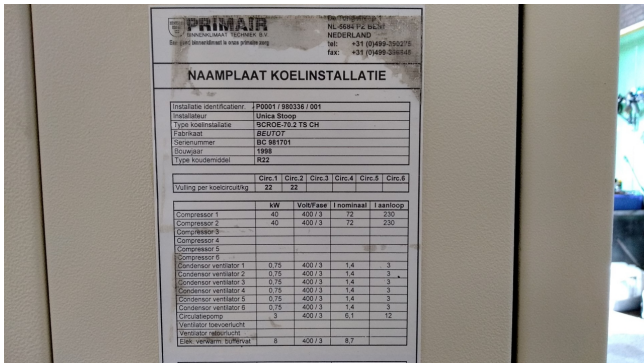 PRIMAIR
BINNENKLIMAAT TECHNIEK B.V.
Een goed binnenklimaat is onze primaire zorg
NL-5684 PZ BEST
NEDERLAND
tel: +31 (0)499-390275
fax:
NAAMPLAAT KOELINSTALLATIE
Installatie identificatienr. P0001 / 980336 / 001
Installateur Unica Stoop
Type koelinstallatie BCROE-70.2 TS CH
Fabrikaat BEUTOT
Serienummer BC 981701
Bouwjaar 1998
Type koudemiddel R22
Circ.1 Circ.2 Circ.3 Circ.4 Circ.5 Circ.6
Vulling per koelcircuit/kg 22 22
kW Volt/Fase I nominaal I aanloop
Compressor 1 40 400 / 3 72 230
Compressor 2 40 400 / 3 72 230
Compressor 3
Compressor 4
Compressor 5
Compressor 6
Condensor ventilator 1 0,75 400 / 3 1,4 3
Condensor ventilator 2 0,75 400 / 3 1,4 3
Condensor ventilator 3 0,75 400 / 3 1,4 3
Condensor ventilator 4 0,75 400 / 3 1,4 3
Condensor ventilator 5 0,75 400 / 3 1,4 3
Condensor ventilator 6 0,75 400 / 3 1,4 3
Circulatiepomp 3 400 / 3 6,1 12
Ventilator toevoerlucht
Ventilator retourlucht
Elek. verwarm. buffervat 6 400 / 3 8,7